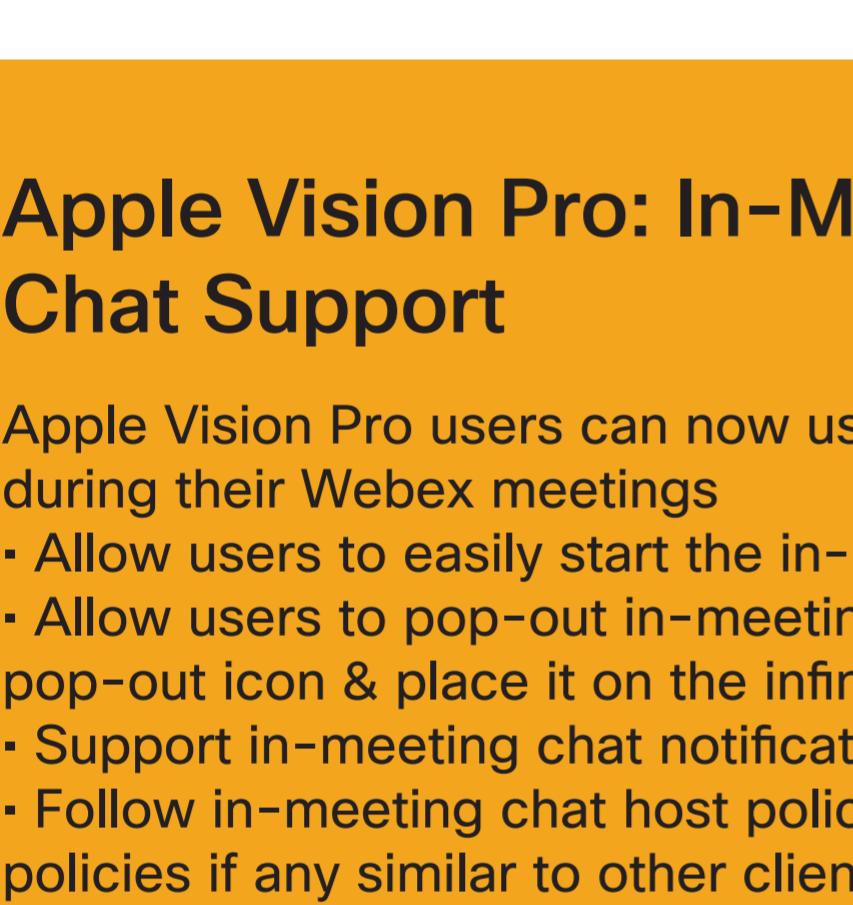 Apple Vision Pro: In-M
Chat Support
Apple Vision Pro users can now us
during their Webex meetings
· Allow users to easily start the in-
· Allow users to pop-out in-meetin
pop-out icon & place it on the infin
· Support in-meeting chat notificat
· Follow in-meeting chat host polic
policies if any similar to other clien